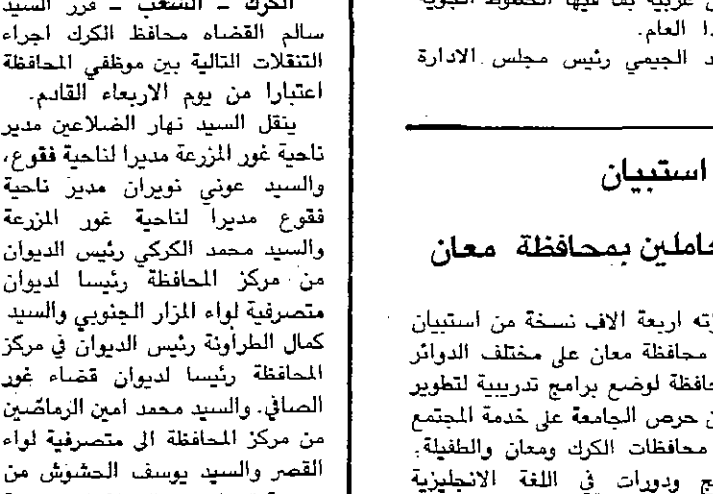 الكرك – الشعب – قرر السيد
سالم القضاه محافظ الكرك اجراء
التنقلات التالية بين موظفي المحافظة
اعتبارا من يوم الاربعاء القادم.
ينقل السيد نهار الضلاعين مدير
ناحية غور المزرعة مديرا لناحية فقوع،
والسيد عوني نويران مدير ناحية
فقوع مديرا لناحية غور المزرعة
والسيد محمد الكركي رئيس الديوان
من مركز المحافظة رئيسا لديوان
متصرفية لواء المزار الجنوبي والسيد
كمال الطراونة رئيس الديوان في مركز
المحافظة رئيسا لديوان قضاء غور
الصافي. والسيد محمد امين الرماضين
من مركز المحافظة الى متصرفية لواء
القصر والسيد يوسف الحشوش من
عربية بما فيها الخطوط الجوية
العام.
الجيمي رئيس مجلس الادارة
استبيان
بمحافظة معان
اربعة الاف نسخة من استبيان
محافظة معان على مختلف الدوائر
لوضع برامج تدريبية لتطوير
حرص الجامعة على خدمة المجتمع
محافظات الكرك ومعان والطفيلة.
ودورات في اللغة الانجليزية